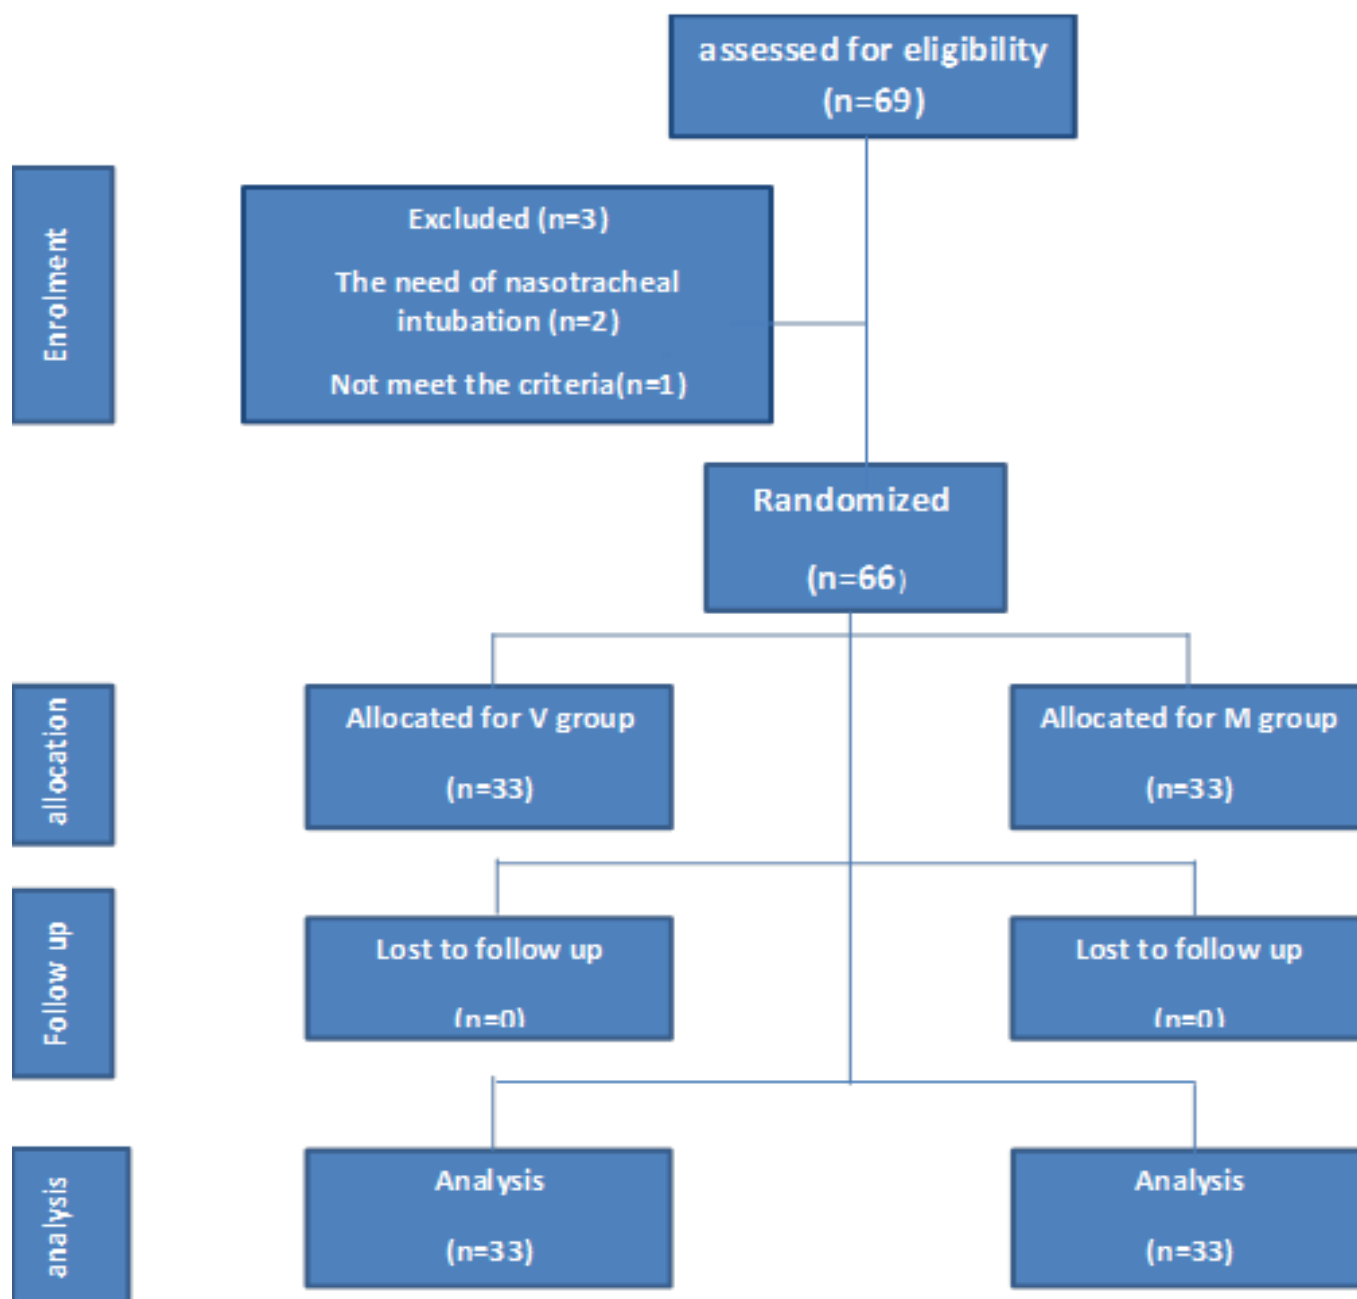 assessed for eligibility
(n=69)
Enrolment
Excluded (n=3)
The need of nasotracheal
intubation (n=2)
Not meet the criteria(n=1)
Randomized
(n=66)
allocation
Allocated for V group
(n=33)
Allocated for M group
(n=33)
Follow up
Lost to follow up
(n=0)
Lost to follow up
(n=0)
analysis
Analysis
(n=33)
Analysis
(n=33)